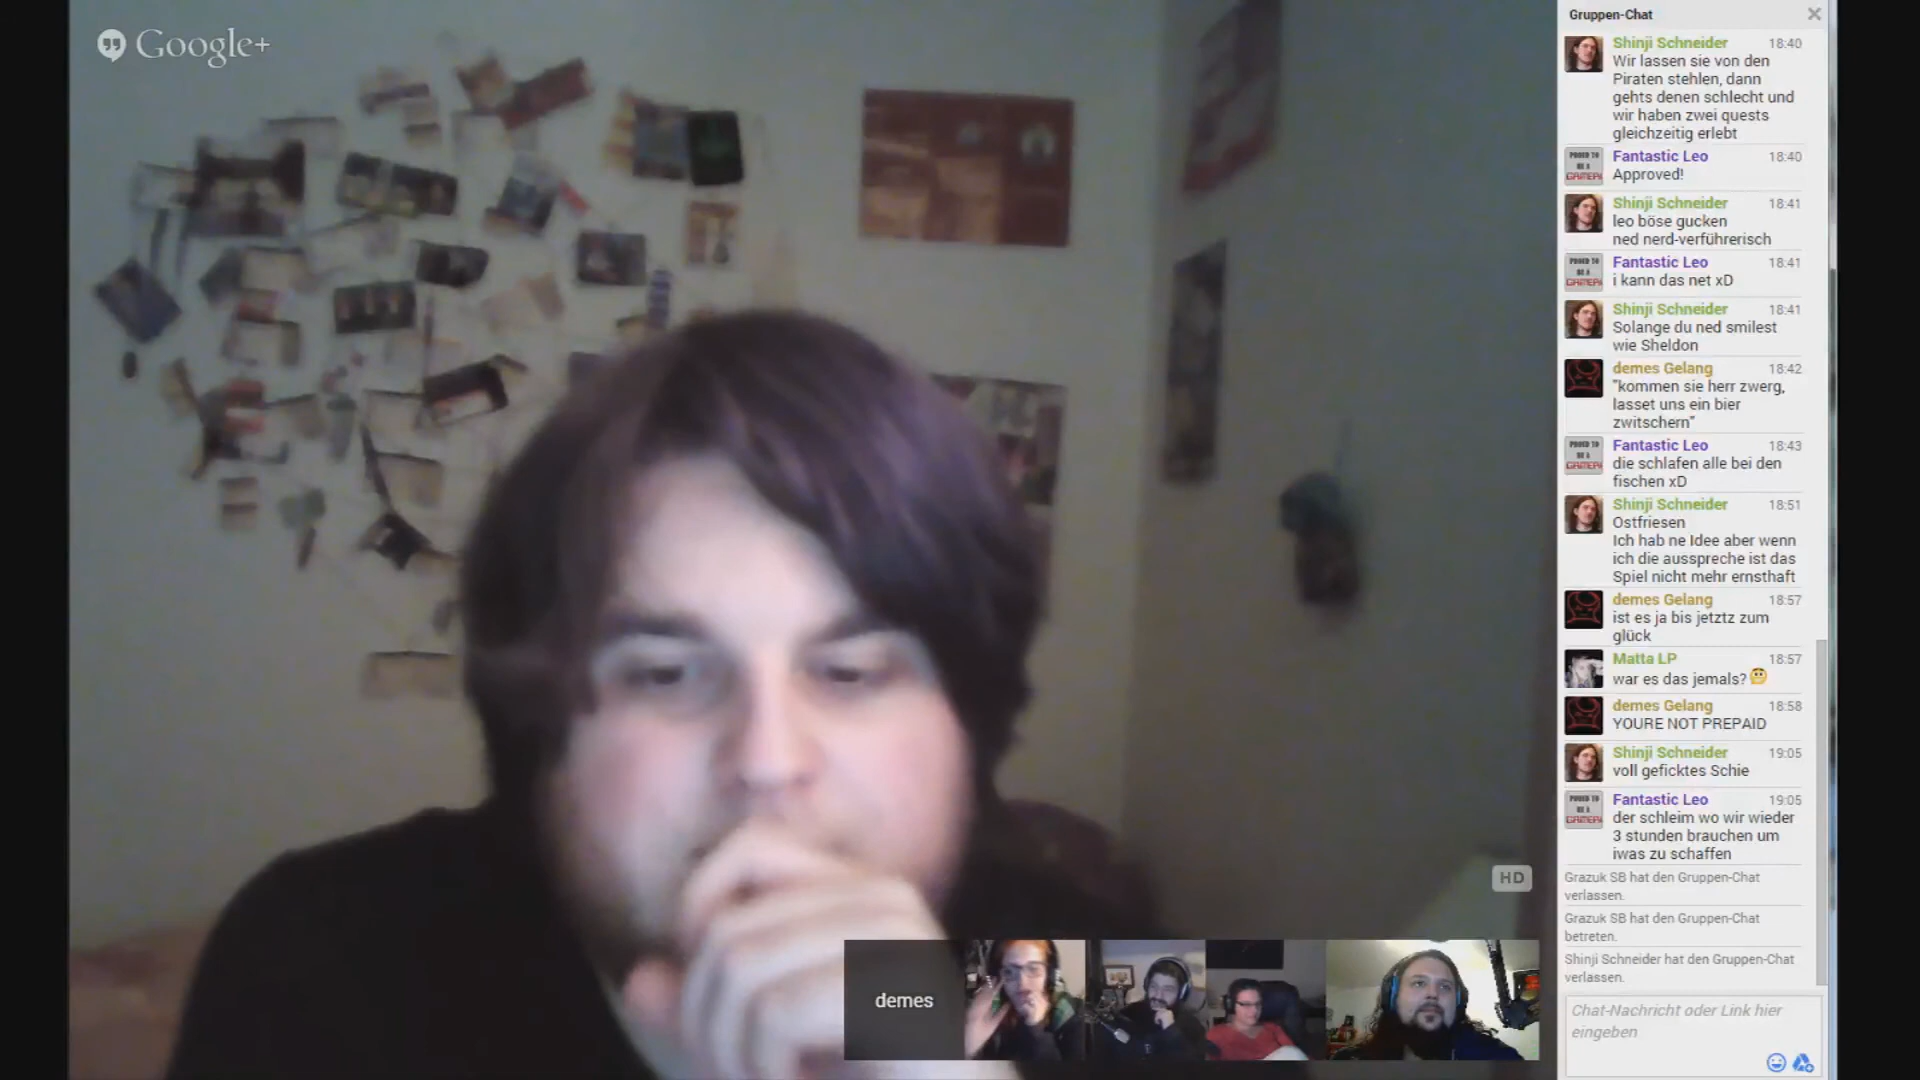 Google+
Gruppen-Chat
Shinji Schneider 18:40
Wir lassen sie von den
Piraten stehlen, dann
gehts denen schlecht und
wir haben zwei quests
gleichzeitig erlebt
PROUD TO
BE A
GAMER
Fantastic Leo 18:40
Approved!
Shinji Schneider 18:41
leo böse gucken
ned nerd-verführerisch
Fantastic Leo 18:41
i kann das net xD
Shinji Schneider 18:41
Solange du ned smilest
wie Sheldon
demes Gelang 18:42
"kommen sie herr zwerg,
lasset uns ein bier
zwitschern"
Fantastic Leo 18:43
die schlafen alle bei den
fischen xD
Shinji Schneider 18:51
Ostfriesen
Ich hab ne Idee aber wenn
ich die ausspreche ist das
Spiel nicht mehr ernsthaft
demes Gelang 18:57
ist es ja bis jetztz zum
glück
Matta LP 18:57
war es das jemals?
demes Gelang 18:58
YOURE NOT PREPAID
Shinji Schneider 19:05
voll geficktes Schie
Fantastic Leo 19:05
der schleim wo wir wieder
3 stunden brauchen um
iwas zu schaffen
Grazuk SB hat den Gruppen-Chat
verlassen.
Grazuk SB hat den Gruppen-Chat
betreten.
Shinji Schneider hat den Gruppen-Chat
verlassen.
Chat-Nachricht oder Link hier
eingeben
HD
demes